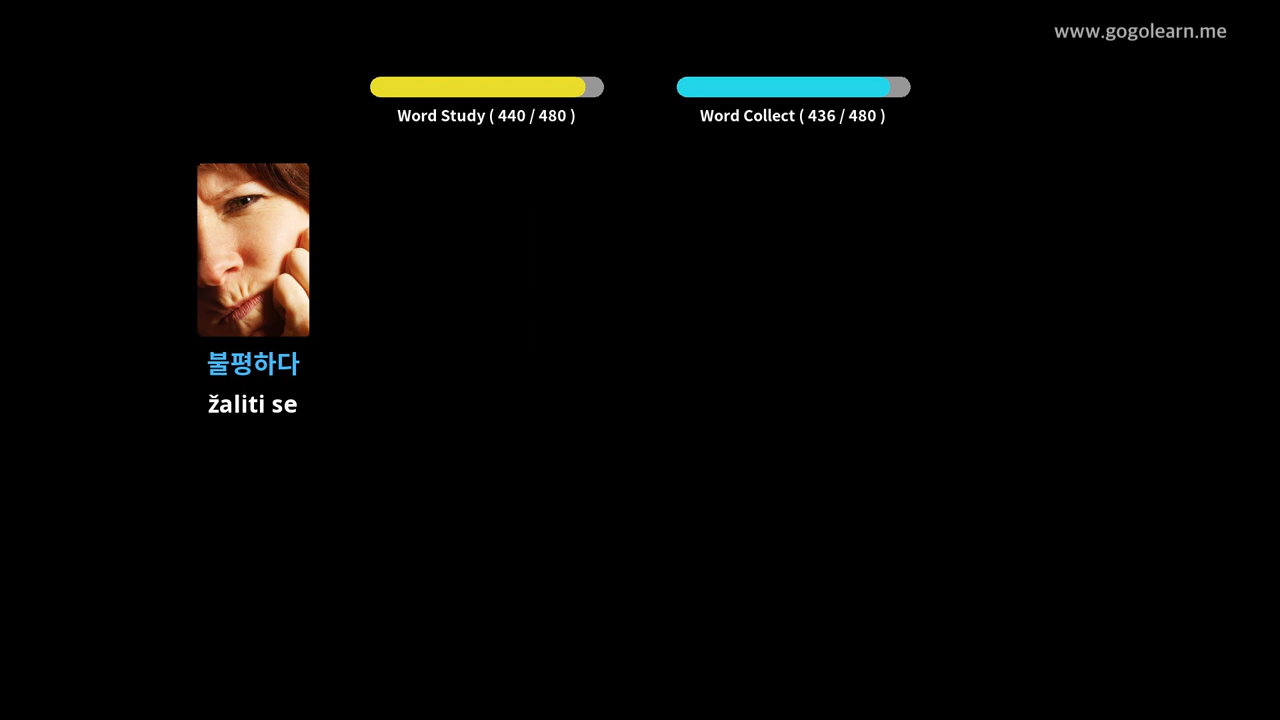 www.gogolearn.me
Word Study ( 440 / 480 )
Word Collect ( 436 / 480 )
불평하다
žaliti se